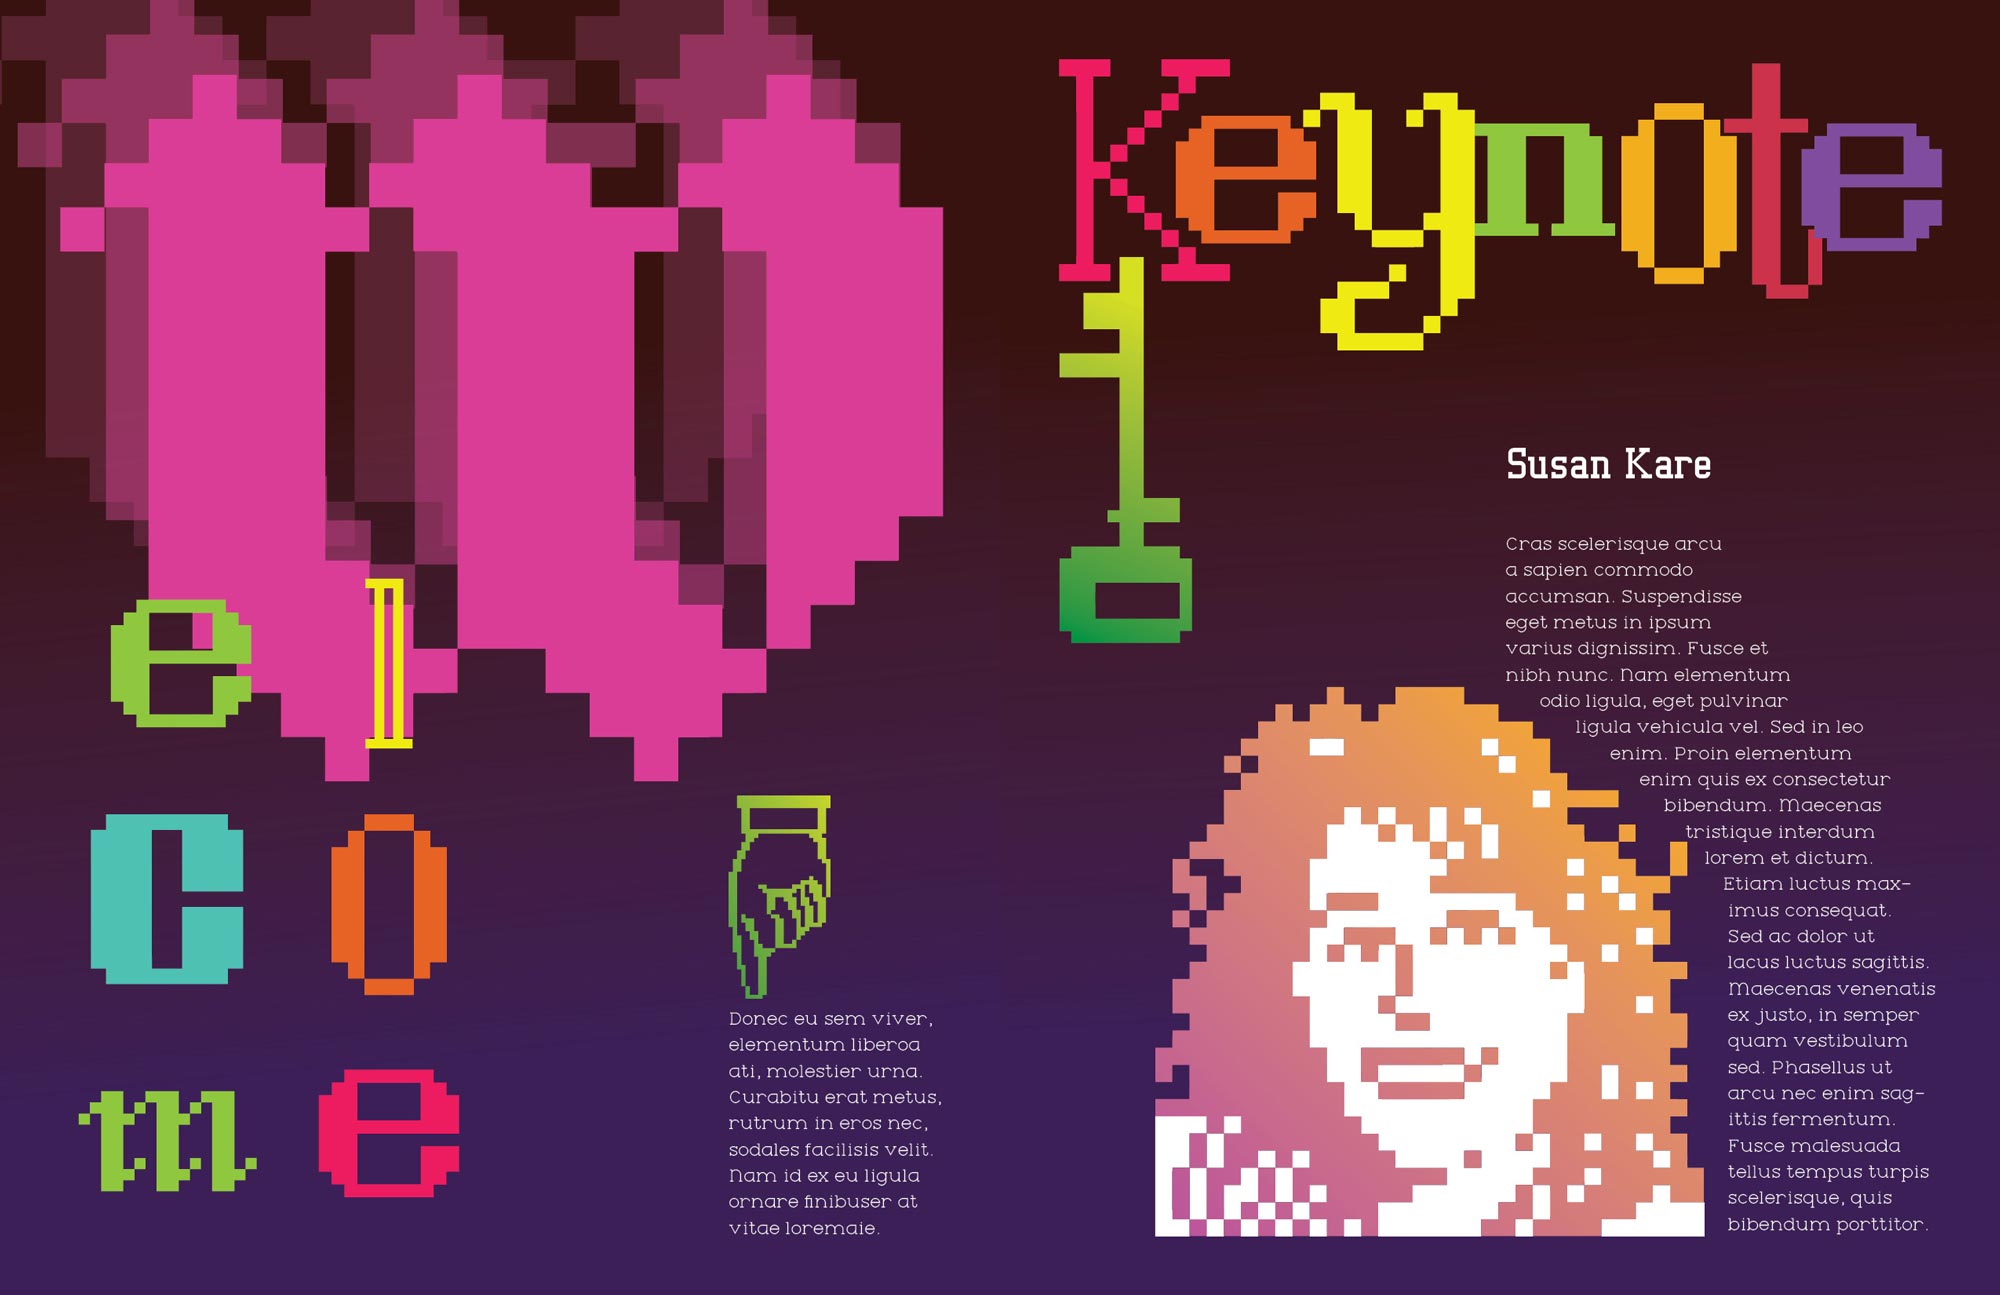 W
el
co
me
Donec eu sem viver,
elementum liberoa
ati, molestier urna.
Curabitu erat metus,
rutrum in eros nec,
sodales facilisis velit.
Nam id ex eu ligula
ornare finibuser at
vitae loremaie.
Keynote
Susan Kare
Cras scelerisque arcu
a sapien commodo
accumsan. Suspendisse
eget metus in ipsum
varius dignissim. Fusce et
nibh nunc. Nam elementum
odio ligula, eget pulvinar
ligula vehicula vel. Sed in leo
enim. Proin elementum
enim quis ex consectetur
bibendum. Maecenas
tristique interdum
lorem et dictum.
Etiam luctus max-
imus consequat.
Sed ac dolor ut
lacus luctus sagittis.
Maecenas venenatis
ex justo, in semper
quam vestibulum
sed. Phasellus ut
arcu nec enim sag-
ittis fermentum.
Fusce malesuada
tellus tempus turpis
scelerisque, quis
bibendum porttitor.